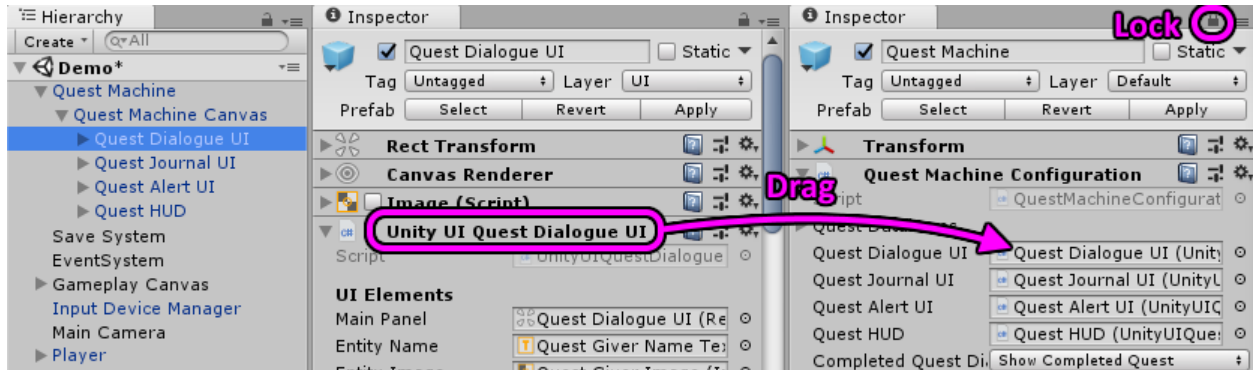 Hierarchy
Create All
Demo*
Quest Machine
Quest Machine Canvas
Quest Dialogue UI
Quest Journal UI
Quest Alert UI
Quest HUD
Save System
EventSystem
Gameplay Canvas
Input Device Manager
Main Camera
Player
Inspector
Quest Dialogue UI Static
Tag Untagged Layer UI
Prefab Select Revert Apply
Rect Transform
Canvas Renderer
Image (Script)
Unity UI Quest Dialogue UI
Script UnityUIQuestDialogue
UI Elements
Main Panel Quest Dialogue UI (Re
Entity Name Quest Giver Name Te
Drag
Inspector Lock
Quest Machine Static
Tag Untagged Layer Default
Prefab Select Revert Apply
Transform
Quest Machine Configuration
QuestMachineConfigurat
Quest Dialogue UI Quest Dialogue UI (Unity
Quest Journal UI Quest Journal UI (UnityU
Quest Alert UI Quest Alert UI (UnityUIQ
Quest HUD Quest HUD (UnityUIQue
Completed Quest Di Show Completed Quest